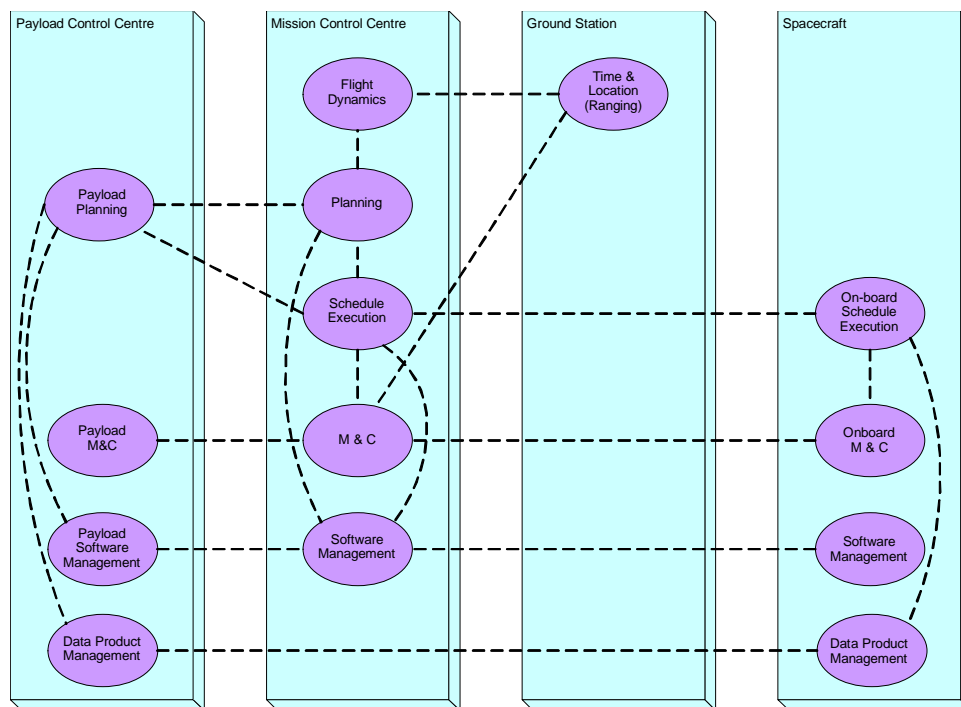 Payload Control Centre
Mission Control Centre
Ground Station
Spacecraft
Flight
Dynamics
Time &
Location
(Ranging)
Payload
Planning
Planning
Schedule
Execution
On-board
Schedule
Execution
Payload
M&C
M & C
Onboard
M & C
Payload
Software
Management
Software
Management
Software
Management
Data Product
Management
Data Product
Management